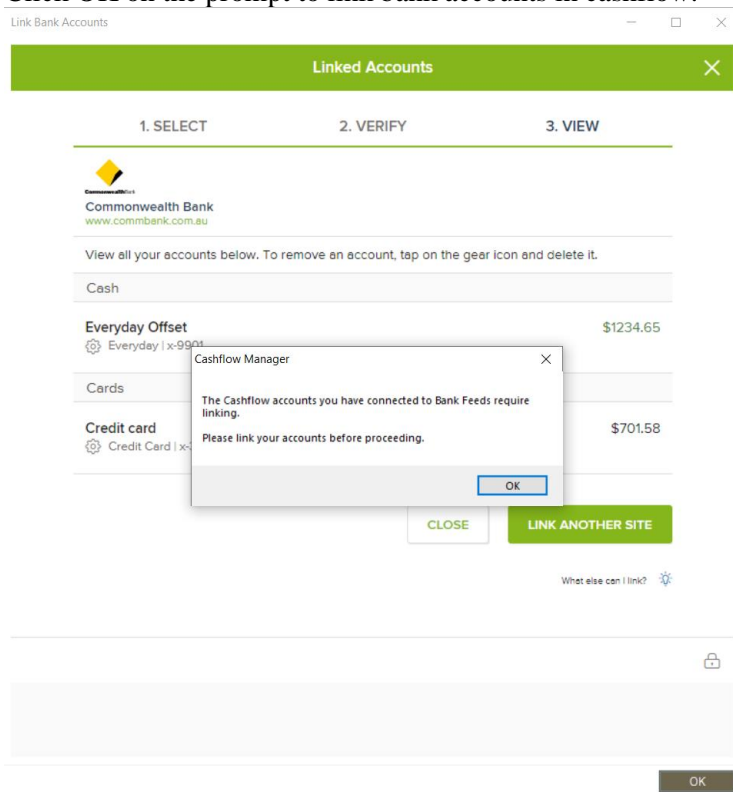 Click OK on the prompt to link bank accounts in cashflow.
Link Bank Accounts
Linked Accounts
1. SELECT
2. VERIFY
3. VIEW
CommonwealthBank
Commonwealth Bank
www.commbank.com.au
View all your accounts below. To remove an account, tap on the gear icon and delete it.
Cash
Everyday Offset
$1234.65
Everyday | x-9901
Cashflow Manager
The Cashflow accounts you have connected to Bank Feeds require
linking.
Please link your accounts before proceeding.
OK
Cards
Credit card
$701.58
Credit Card | x-
CLOSE
LINK ANOTHER SITE
What else can I link?
OK